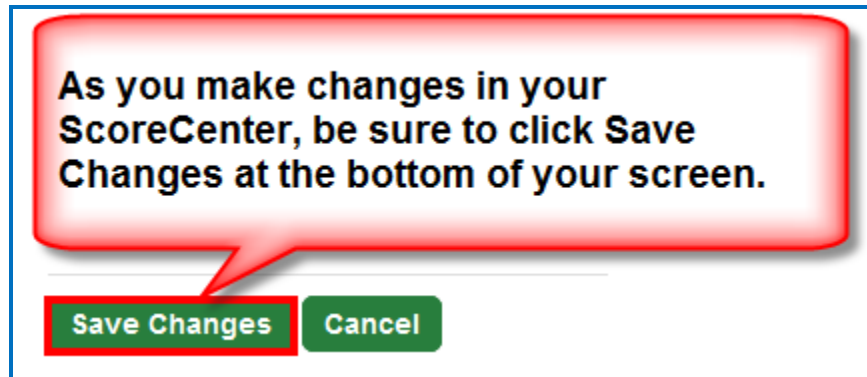 As you make changes in your
ScoreCenter, be sure to click Save
Changes at the bottom of your screen.
Save Changes Cancel